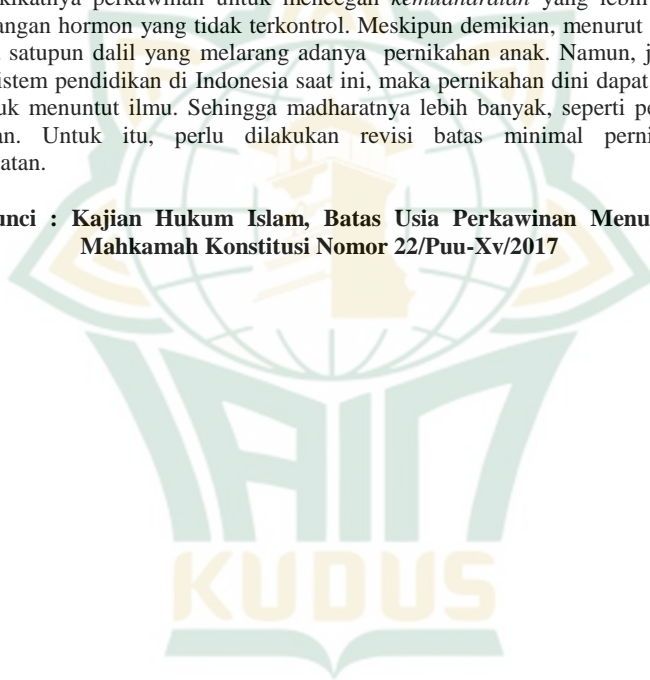 kikatnya perkawinan untuk mencegah kemudharatan yang lebih
angan hormon yang tidak terkontrol. Meskipun demikian, menurut
satupun dalil yang melarang adanya pernikahan anak. Namun, j
istem pendidikan di Indonesia saat ini, maka pernikahan dini dapat
uk menuntut ilmu. Sehingga madharatnya lebih banyak, seperti pe
an. Untuk itu, perlu dilakukan revisi batas minimal perni
atan.
unci : Kajian Hukum Islam, Batas Usia Perkawinan Menu
Mahkamah Konstitusi Nomor 22/Puu-Xv/2017
IAIN
KUDUS